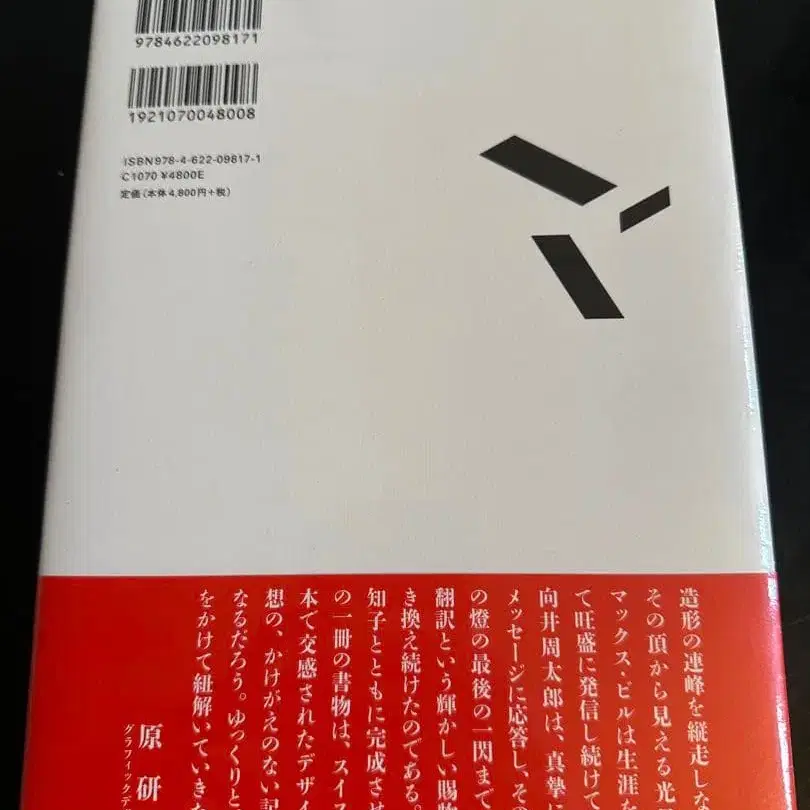 9784622098171
1921070048008
ISBN978-4-622-09817-1
C1070 ¥4800E
定価(本体4,800円+税)
造形の連峰を縦走しな
その頂から見える光
マックス・ビルは生涯
て旺盛に発信し続けて
向井周太郎は、真摯に
メッセージに応答し、その
の燈の最後の一閃まで
翻訳という輝かしい賜物
き換え続けたのである。
知子とともに完成させ
の一冊の書物は、スイス
本て交感されたデザイ
想の、かけがえのない記
なるだろう。ゆっくりと
をかけて紐解いていきた
原 研
グラフィックデ